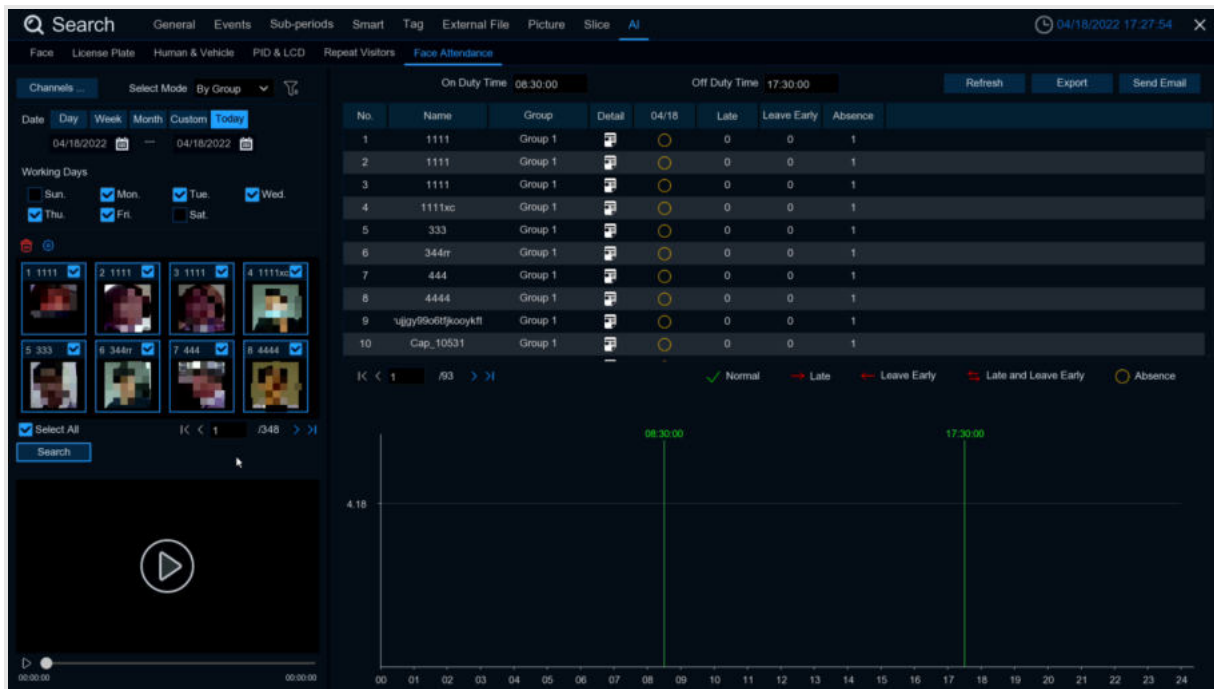 Search General Events Sub-periods Smart Tag External File Picture Slice AI 04/18/2022 17:27:54
Face License Plate Human & Vehicle PID & LCD Repeat Visitors Face Attendance
Channels ... Select Mode By Group
Date Day Week Month Custom Today
04/18/2022 — 04/18/2022
Working Days
Sun. Mon. Tue. Wed.
Thu. Fri. Sat.
1 1111 2 1111 3 1111 4 1111xc
5 333 6 344rr 7 444 8 4444
Select All 1 /348
Search
00:00:00 00:00:00
On Duty Time 08:30:00 Off Duty Time 17:30:00 Refresh Export Send Email
No. Name Group Detail 04/18 Late Leave Early Absence
1 1111 Group 1 0 0 1
2 1111 Group 1 0 0 1
3 1111 Group 1 0 0 1
4 1111xc Group 1 0 0 1
5 333 Group 1 0 0 1
6 344rr Group 1 0 0 1
7 444 Group 1 0 0 1
8 4444 Group 1 0 0 1
9 Group 1 0 0 1
10 Cap_10531 Group 1 0 0 1
1 /93 Normal Late Leave Early Late and Leave Early Absence
08:30:00 17:30:00
4.18
00 01 02 03 04 05 06 07 08 09 10 11 12 13 14 15 16 17 18 19 20 21 22 23 24